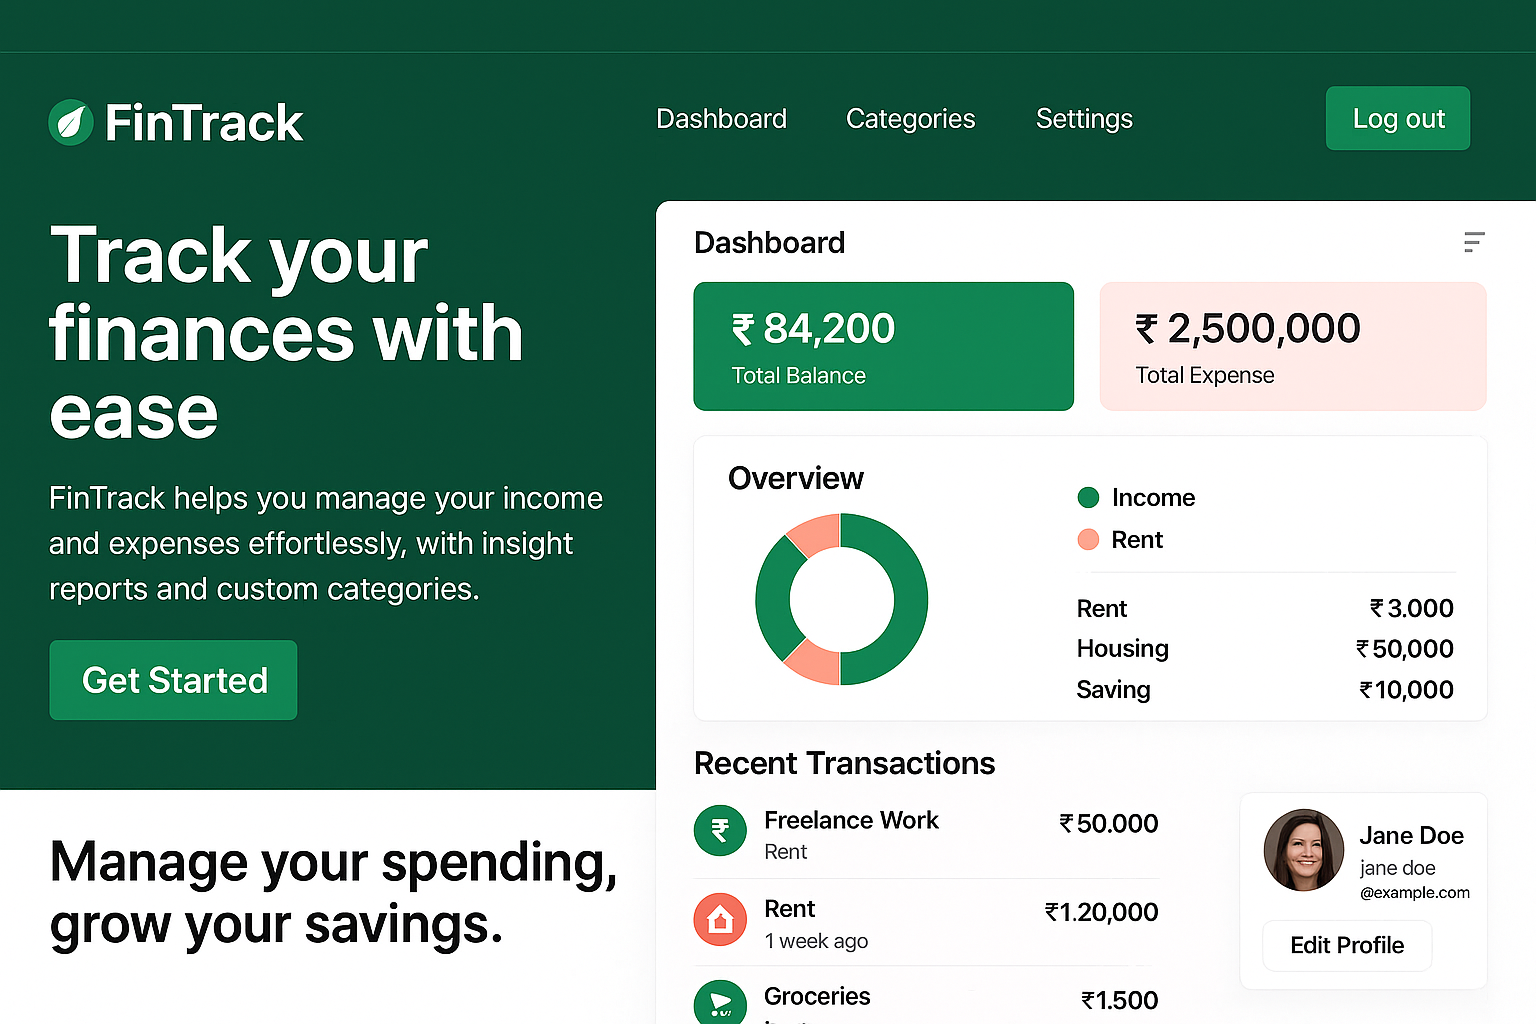 FinTrack
Dashboard
Categories
Settings
Log out
Track your
finances with
ease
FinTrack helps you manage your income
and expenses effortlessly, with insight
reports and custom categories.
Get Started
Manage your spending,
grow your savings.
Dashboard
₹ 84,200
Total Balance
₹ 2,500,000
Total Expense
Overview
Income
Rent
Rent ₹3.000
Housing ₹50,000
Saving ₹10,000
Recent Transactions
₹
Freelance Work ₹50.000
Rent
Rent ₹1.20,000
1 week ago
Groceries ₹1.500
Jane Doe
jane doe
@example.com
Edit Profile